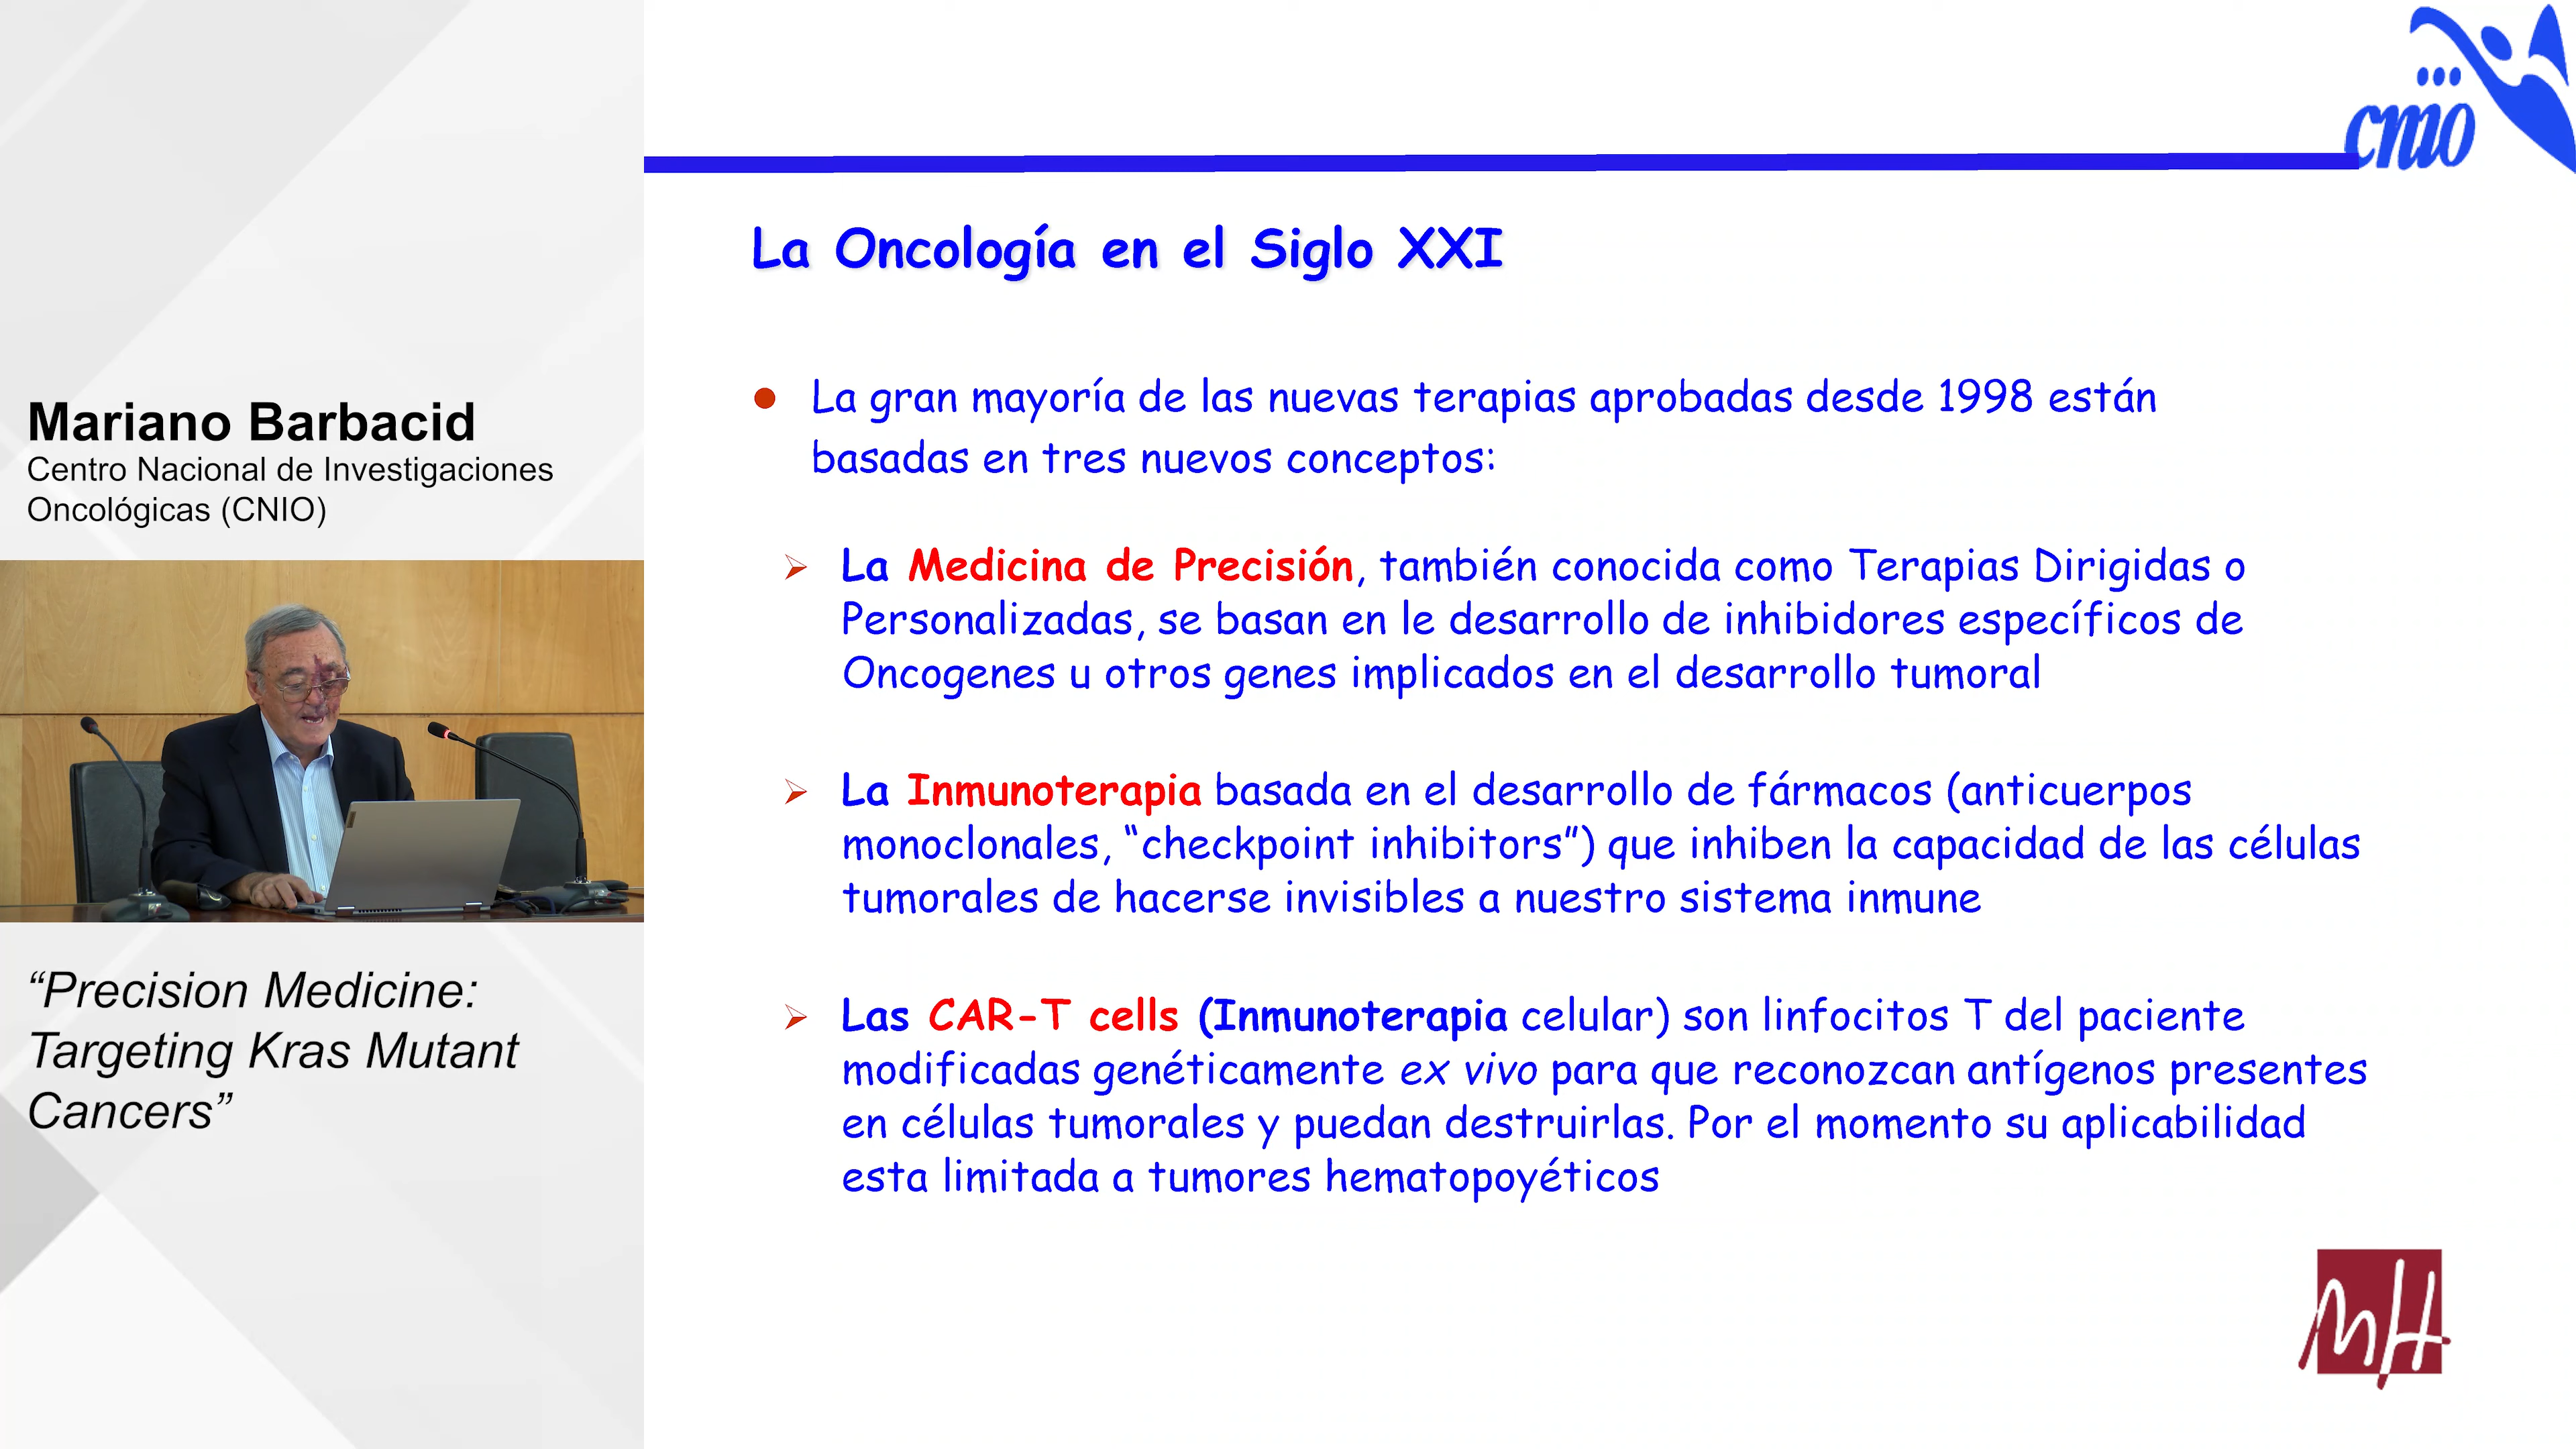 Mariano Barbacid
Centro Nacional de Investigaciones
Oncológicas (CNIO)
“Precision Medicine:
Targeting Kras Mutant
Cancers”
cnio
La Oncología en el Siglo XXI
La gran mayoría de las nuevas terapias aprobadas desde 1998 están
basadas en tres nuevos conceptos:
La Medicina de Precisión, también conocida como Terapias Dirigidas o
Personalizadas, se basan en le desarrollo de inhibidores específicos de
Oncogenes u otros genes implicados en el desarrollo tumoral
La Inmunoterapia basada en el desarrollo de fármacos (anticuerpos
monoclonales, “checkpoint inhibitors”) que inhiben la capacidad de las células
tumorales de hacerse invisibles a nuestro sistema inmune
Las CAR-T cells (Inmunoterapia celular) son linfocitos T del paciente
modificadas genéticamente ex vivo para que reconozcan antígenos presentes
en células tumorales y puedan destruirlas. Por el momento su aplicabilidad
esta limitada a tumores hematopoyéticos
MH